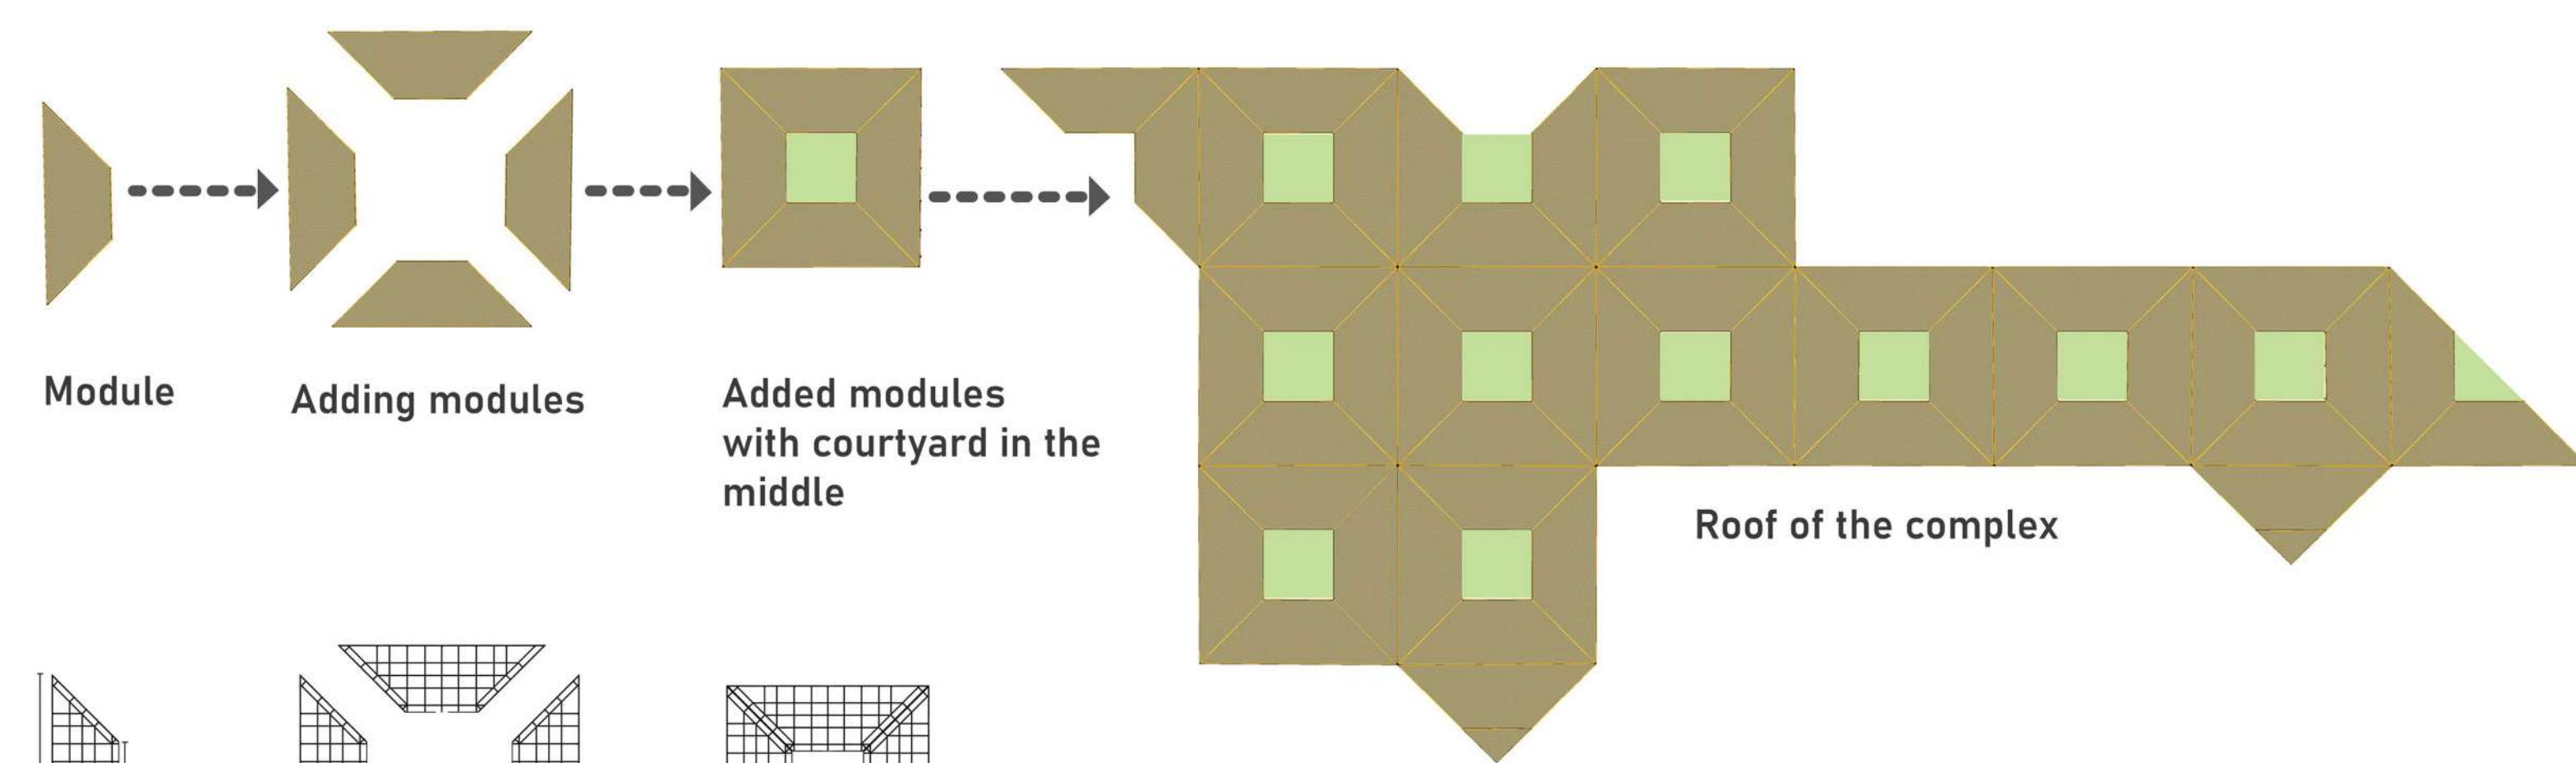 Module
Adding modules
Added modules
with courtyard in the
middle
Roof of the complex